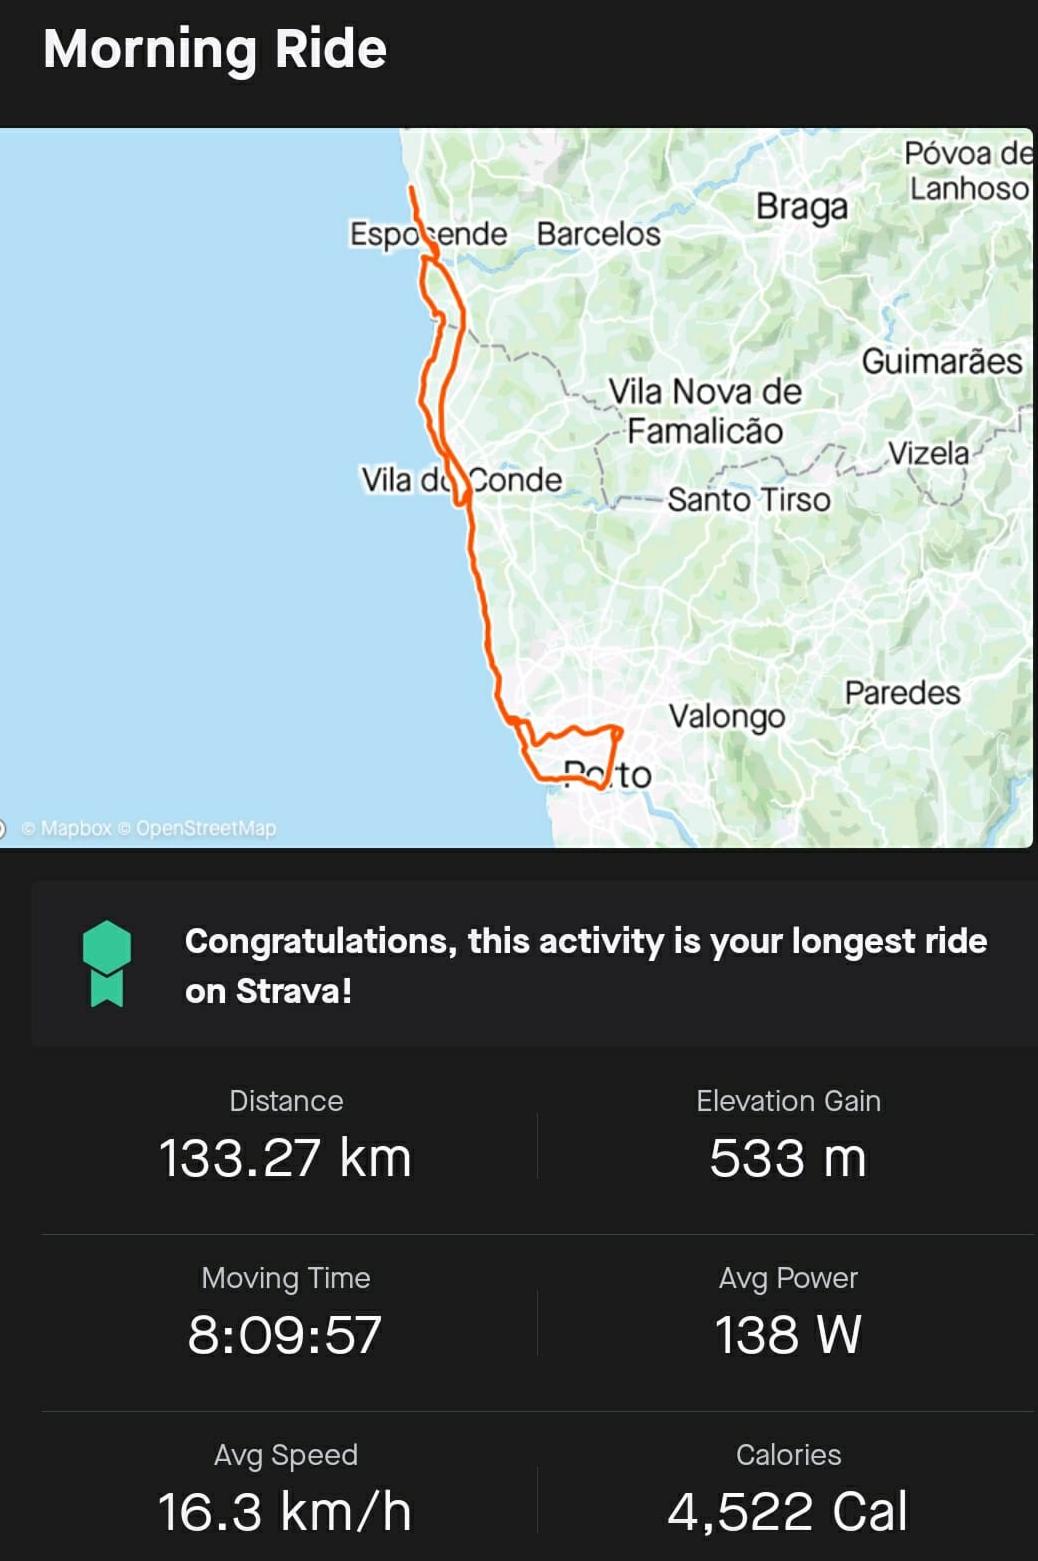 Morning Ride
Póvoa de
Lanhoso
Braga
Esposende
Barcelos
Guimarães
Vila Nova de
Famalicão
Vizela
Vila do Conde
Santo Tirso
Paredes
Valongo
Porto
© Mapbox © OpenStreetMap
Congratulations, this activity is your longest ride
on Strava!
Distance
133.27 km
Elevation Gain
533 m
Moving Time
8:09:57
Avg Power
138 W
Avg Speed
16.3 km/h
Calories
4,522 Cal